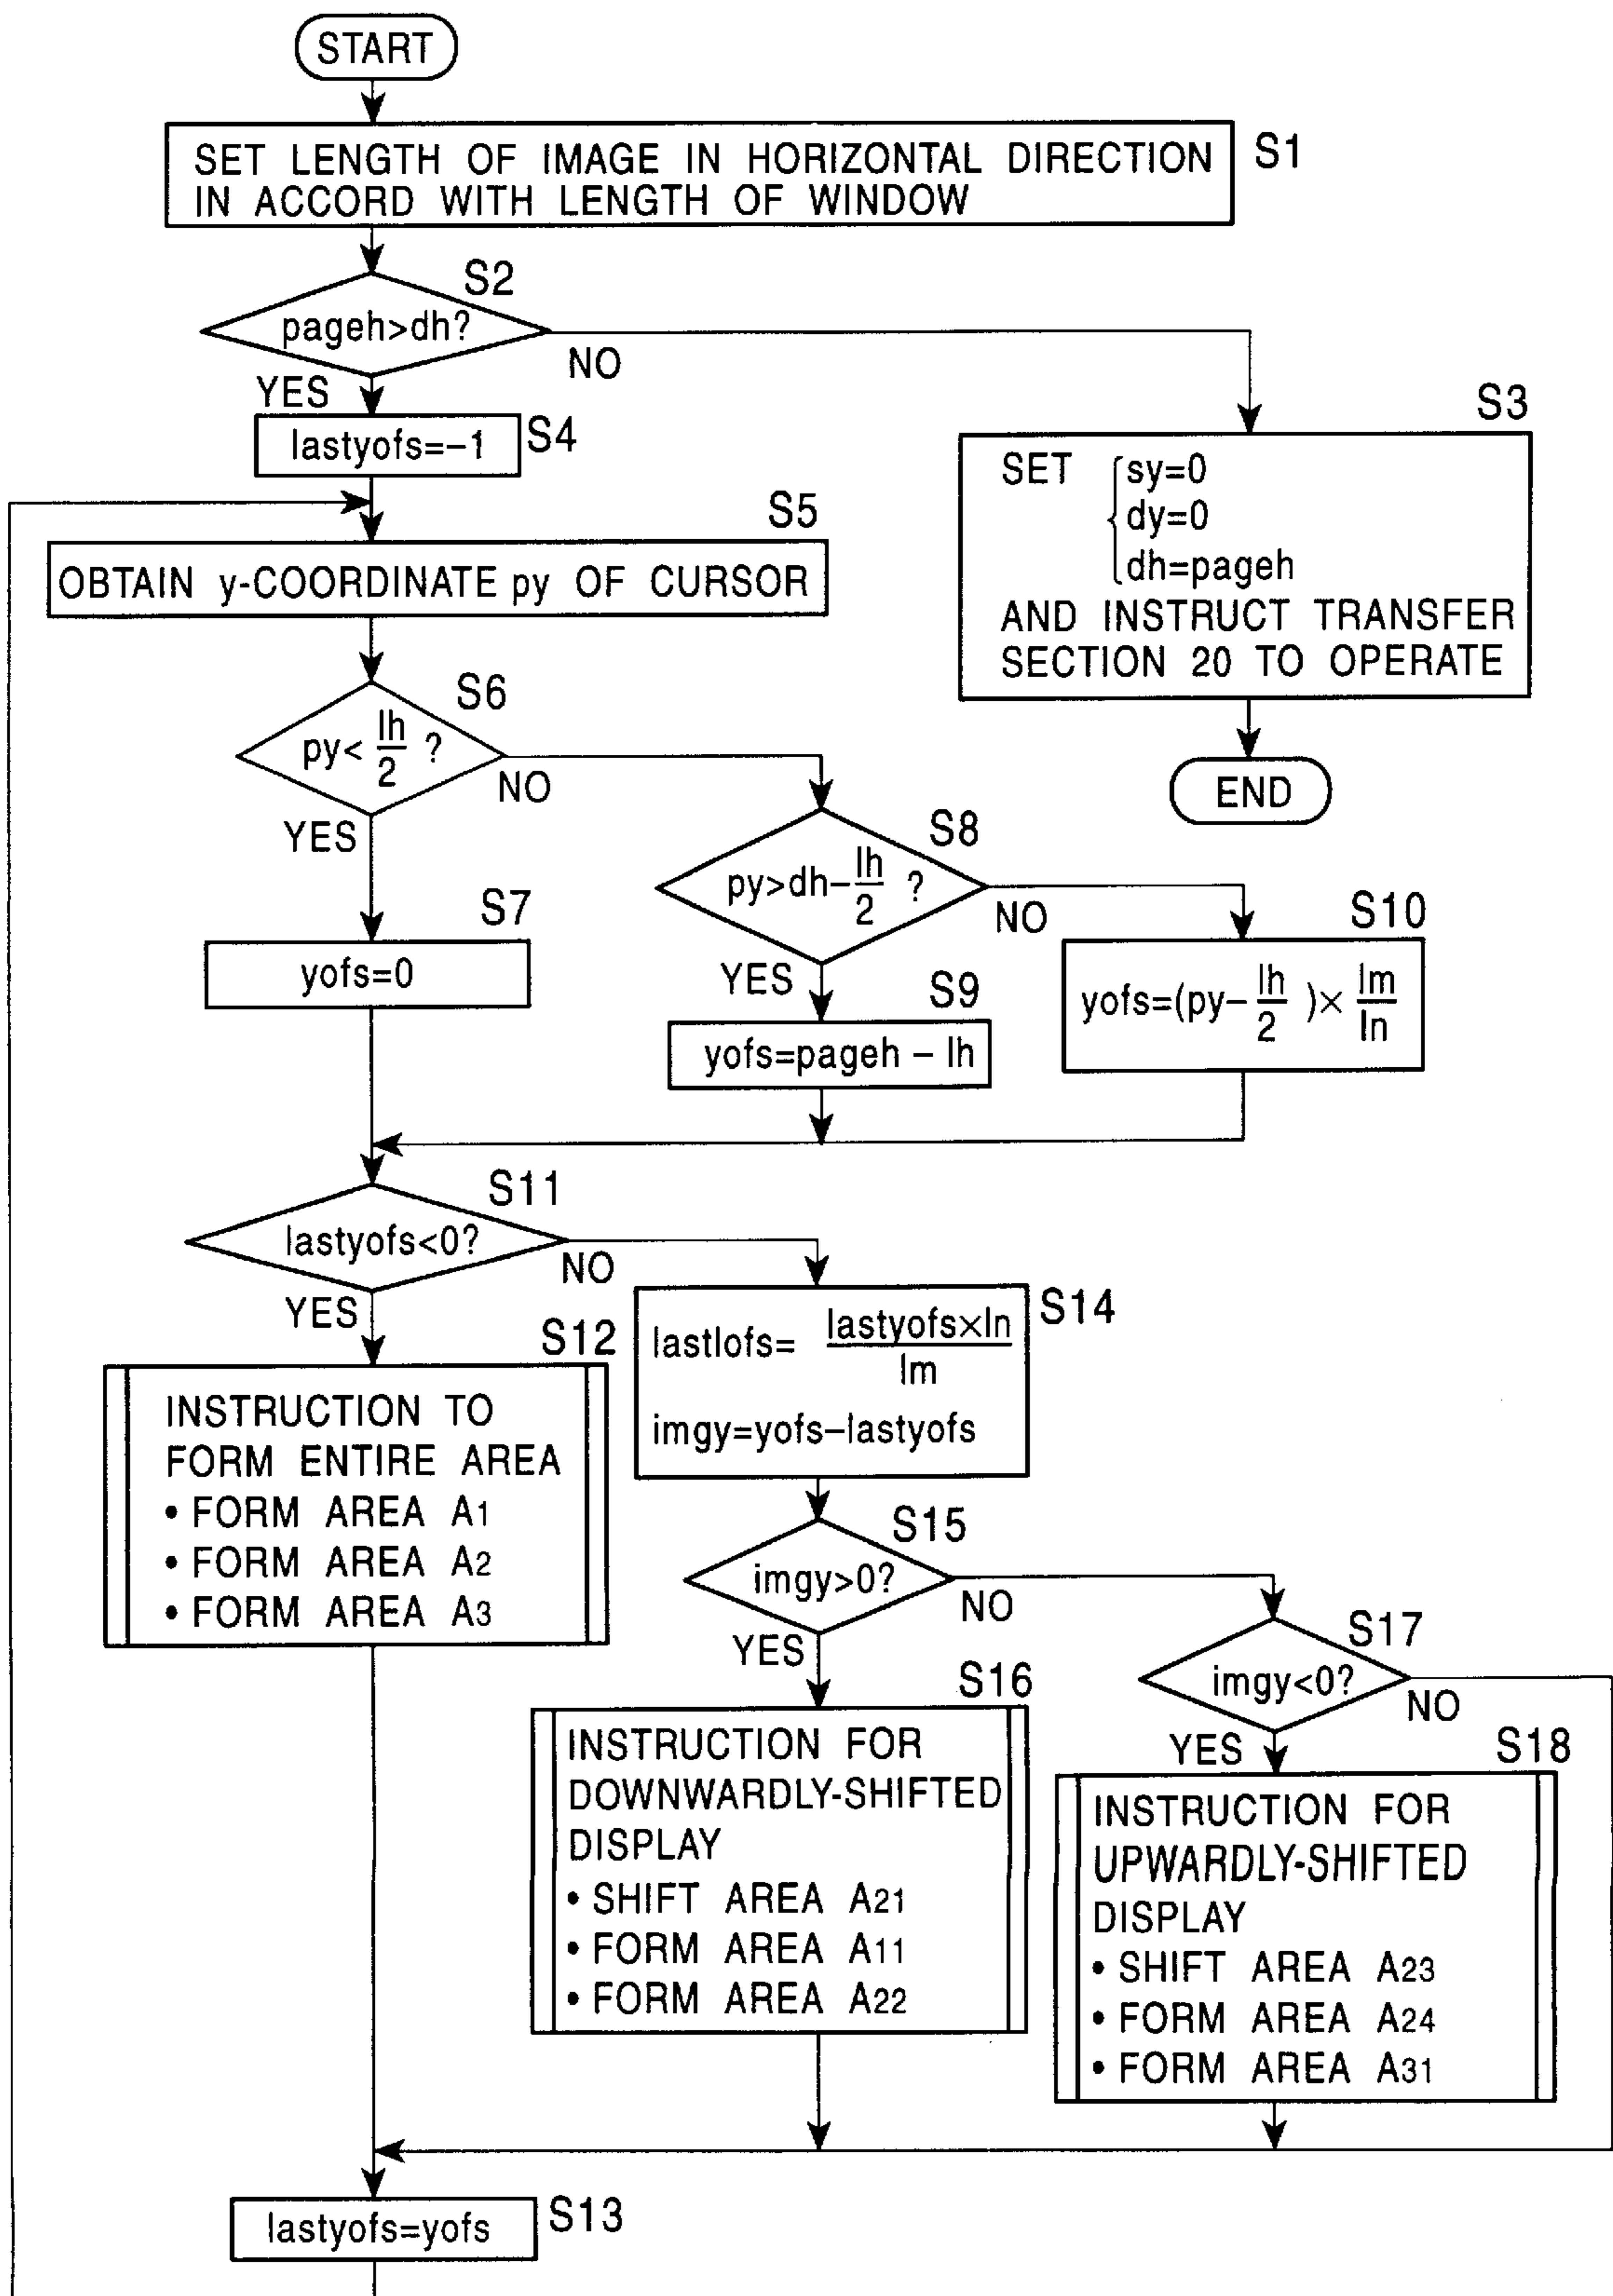 START
SET LENGTH OF IMAGE IN HORIZONTAL DIRECTION
IN ACCORD WITH LENGTH OF WINDOW
S1
S2
pageh>dh?
NO
YES
lastyofs=−1
S4
S3
SET { sy=0
dy=0
dh=pageh
AND INSTRUCT TRANSFER
SECTION 20 TO OPERATE
END
S5
OBTAIN y-COORDINATE py OF CURSOR
S6
py< lh/2 ?
NO
YES
S7
yofs=0
S8
py>dh−lh/2 ?
NO
YES
S9
yofs=pageh − lh
S10
yofs=(py−lh/2 )× lm/ln
S11
lastyofs<0?
NO
YES
S12
INSTRUCTION TO
FORM ENTIRE AREA
• FORM AREA A1
• FORM AREA A2
• FORM AREA A3
S14
lastlofs= lastyofs×ln/lm
imgy=yofs−lastyofs
S15
imgy>0?
NO
YES
S16
INSTRUCTION FOR
DOWNWARDLY-SHIFTED
DISPLAY
• SHIFT AREA A21
• FORM AREA A11
• FORM AREA A22
S17
imgy<0?
NO
YES
S18
INSTRUCTION FOR
UPWARDLY-SHIFTED
DISPLAY
• SHIFT AREA A23
• FORM AREA A24
• FORM AREA A31
lastyofs=yofs
S13